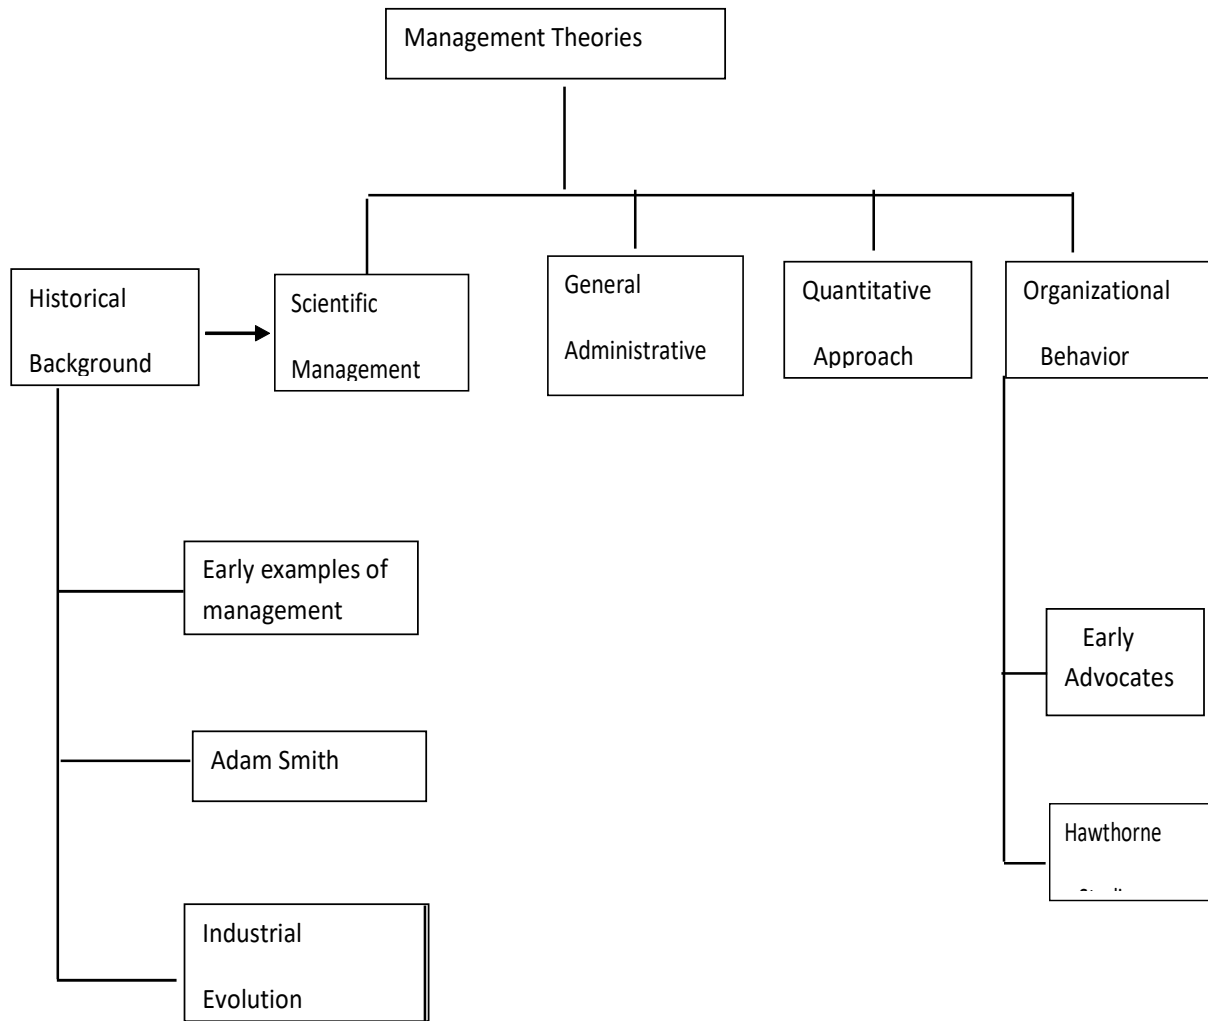 Management Theories
Historical
Background
Scientific
Management
General
Administrative
Quantitative
Approach
Organizational
Behavior
Early examples of
management
Adam Smith
Industrial
Evolution
Early
Advocates
Hawthorne